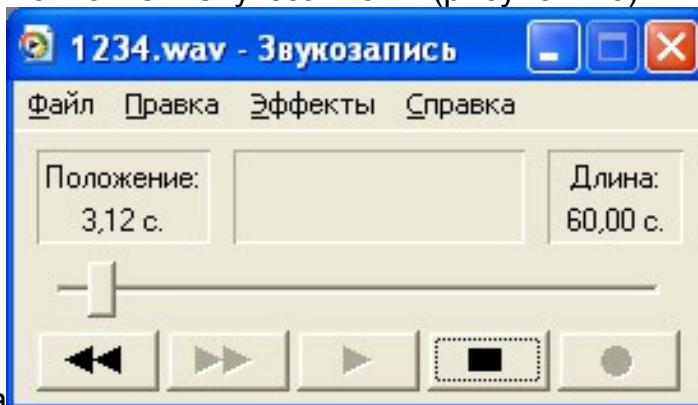 1234.wav - Звукозапись
Файл Правка Эффекты Справка
Положение:
3,12 с.
Длина:
60,00 с.